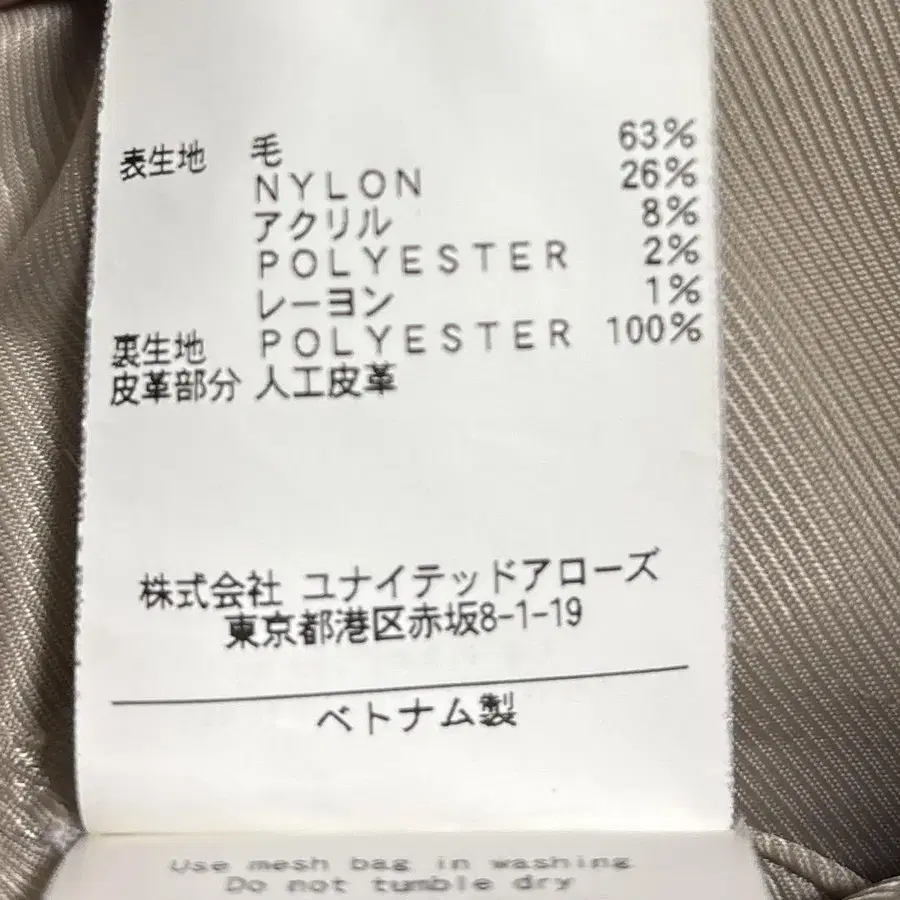 表生地 毛 63%
NYLON 26%
アクリル 8%
POLYESTER 2%
レーヨン 1%
裏生地 POLYESTER 100%
皮革部分 人工皮革
株式会社 ユナイテッドアローズ
東京都港区赤坂8-1-19
ベトナム製
Use mesh bag in washing
Do not tumble dry